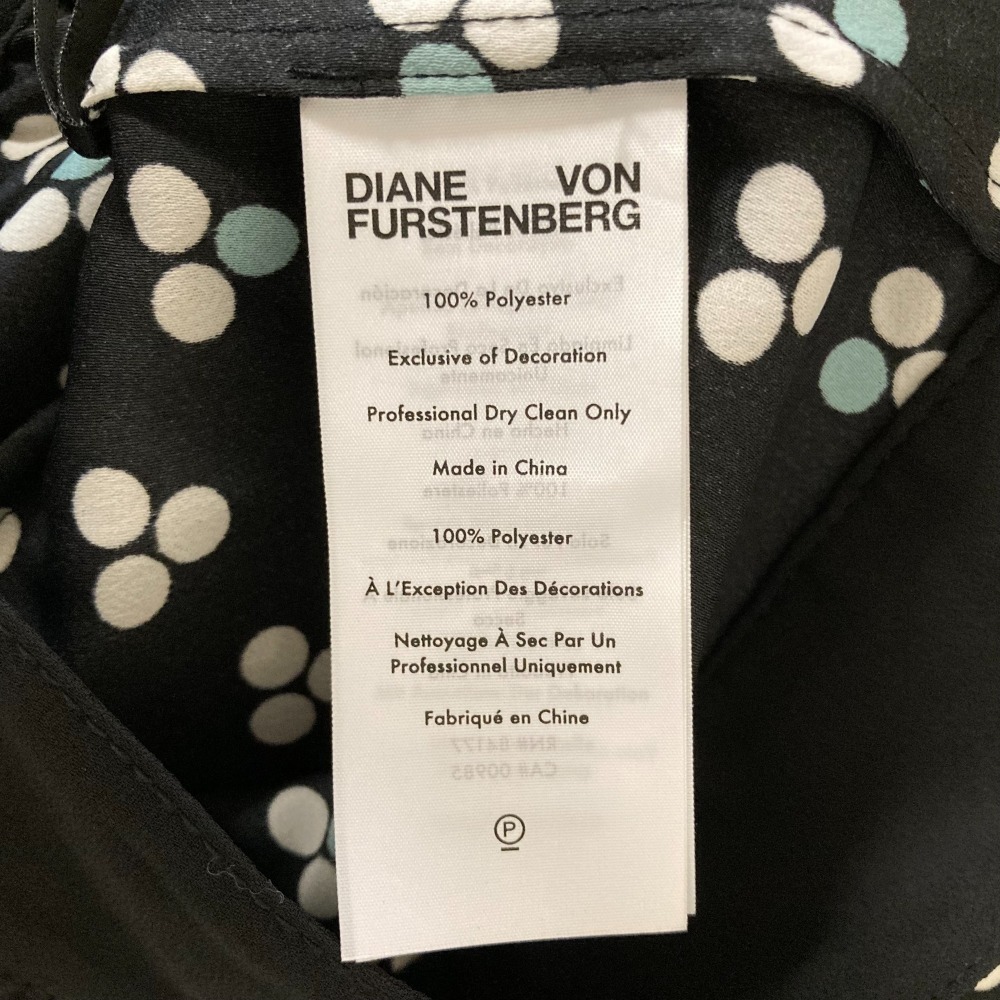 DIANE VON
FURSTENBERG
100% Polyester
Exclusive of Decoration
Professional Dry Clean Only
Made in China
100% Polyester
À L'Exception Des Décorations
Nettoyage À Sec Par Un
Professionnel Uniquement
Fabriqué en Chine
P